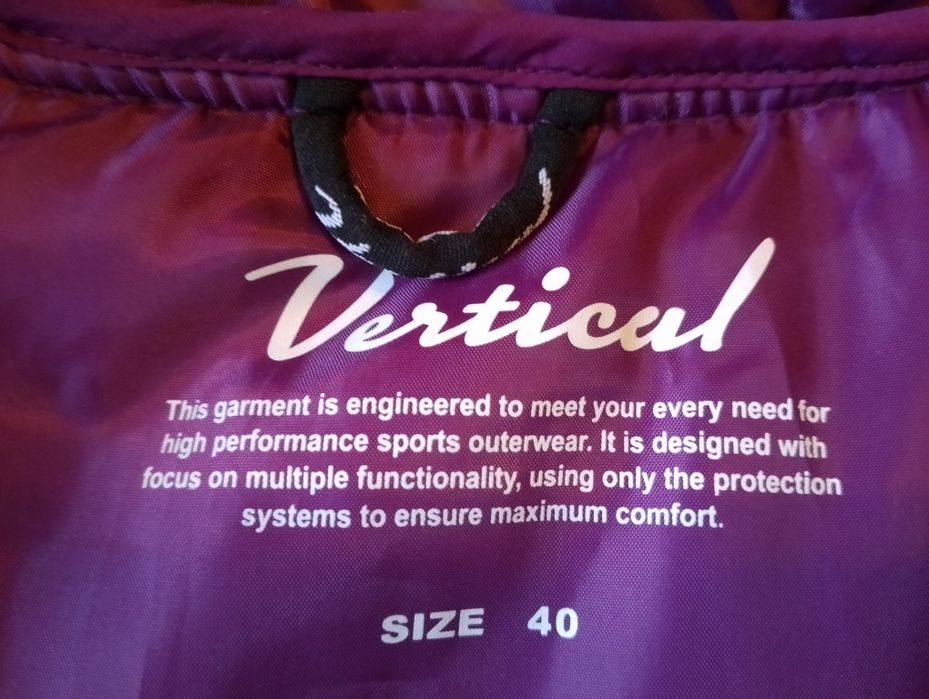 Vertical
This garment is engineered to meet your every need for
high performance sports outerwear. It is designed with
focus on multiple functionality, using only the protection
systems to ensure maximum comfort.
SIZE 40